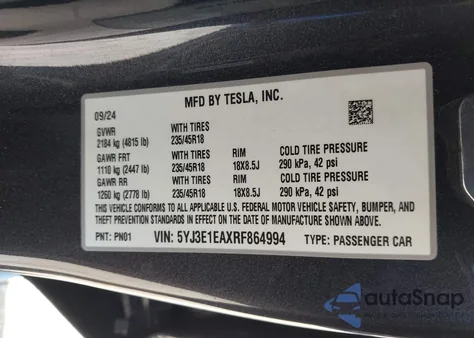 MFD BY TESLA, INC.
09/24
GVWR WITH TIRES
2184 kg (4815 lb) 235/45R18
GAWR FRT WITH TIRES RIM COLD TIRE PRESSURE
1110 kg (2447 lb) 235/45R18 18X8.5J 290 kPa, 42 psi
GAWR RR WITH TIRES RIM COLD TIRE PRESSURE
1260 kg (2778 lb) 235/45R18 18X8.5J 290 kPa, 42 psi
THIS VEHICLE CONFORMS TO ALL APPLICABLE U.S. FEDERAL MOTOR VEHICLE SAFETY, BUMPER, AND
THEFT PREVENTION STANDARDS IN EFFECT ON THE DATE OF MANUFACTURE SHOWN ABOVE.
PNT: PN01 VIN: 5YJ3E1EAXRF864994 TYPE: PASSENGER CAR
autoSnap